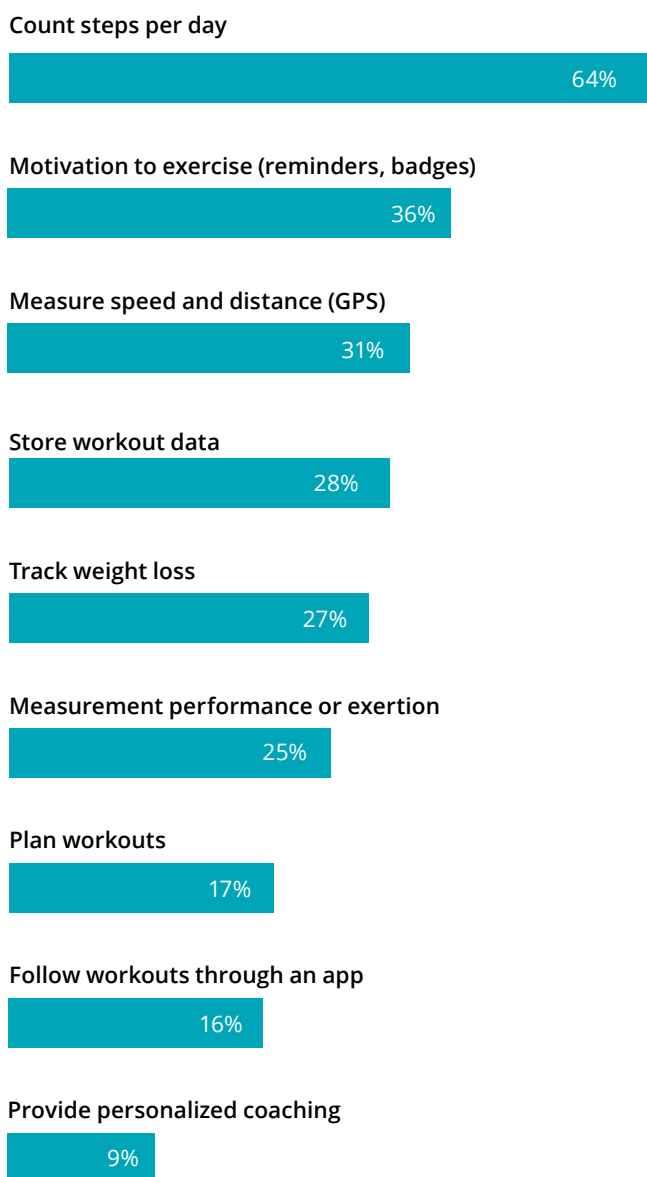 Count steps per day
64%
Motivation to exercise (reminders, badges)
36%
Measure speed and distance (GPS)
31%
Store workout data
28%
Track weight loss
27%
Measurement performance or exertion
25%
Plan workouts
17%
Follow workouts through an app
16%
Provide personalized coaching
9%